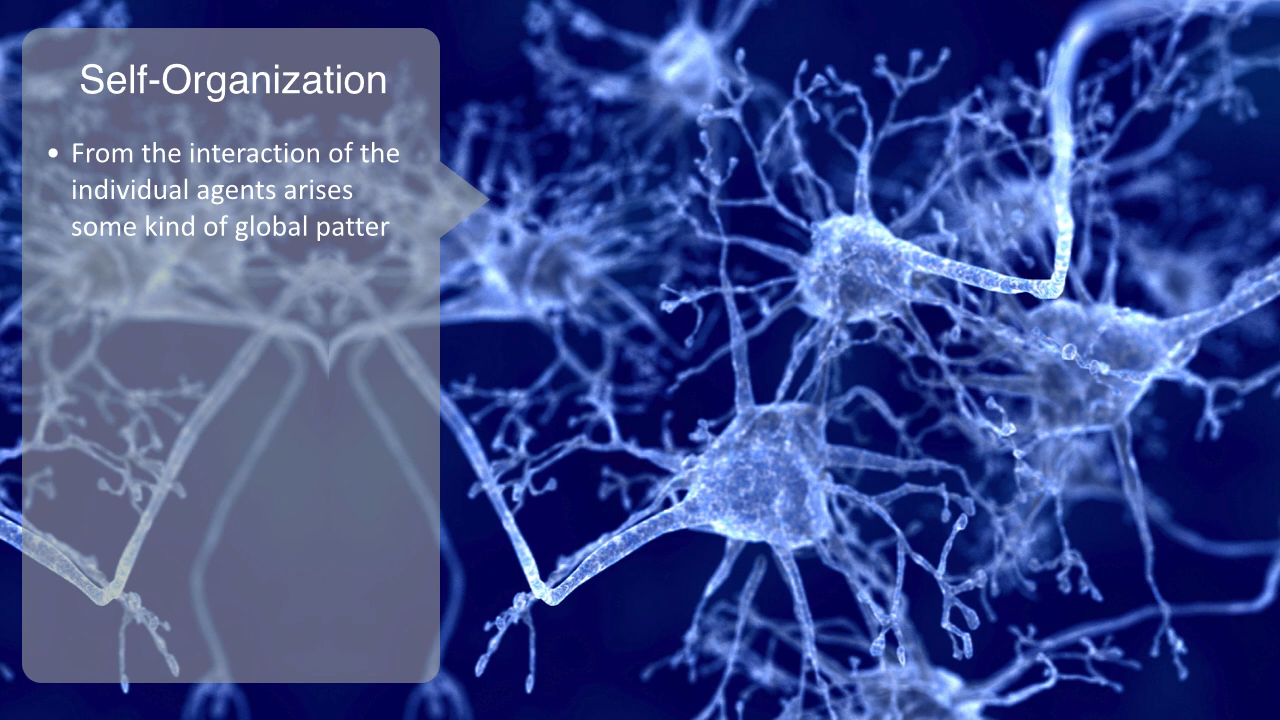 Self-Organization
• From the interaction of the
individual agents arises
some kind of global patter